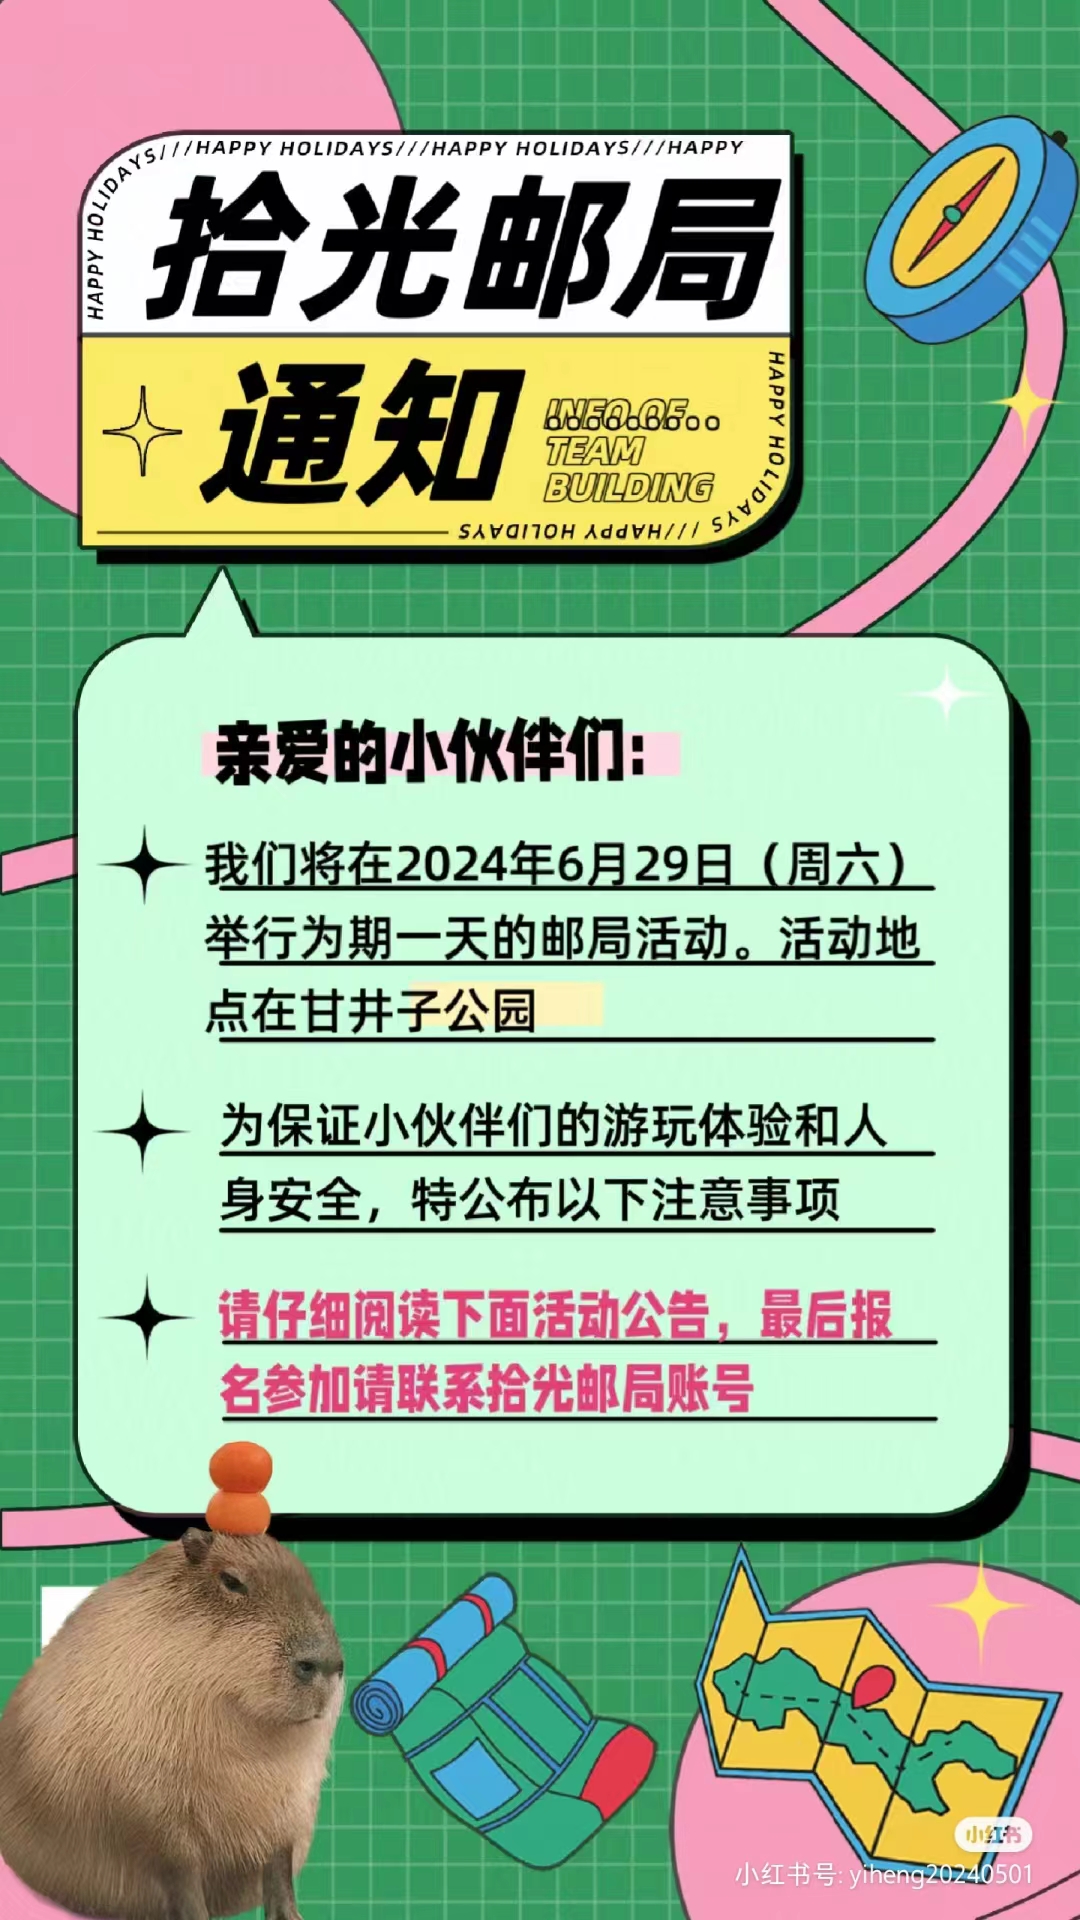 HAPPY HOLIDAYS///HAPPY HOLIDAYS///HAPPY HOLIDAYS///HAPPY
拾光邮局
通知
INFO OF
TEAM
BUILDING
HAPPY HOLIDAYS///HAPPY HOLIDAYS
亲爱的小伙伴们:
我们将在2024年6月29日（周六）
举行为期一天的邮局活动。活动地
点在甘井子公园
为保证小伙伴们的游玩体验和人
身安全，特公布以下注意事项
请仔细阅读下面活动公告，最后报
名参加请联系拾光邮局账号
小红书
小红书号: yiheng20240501